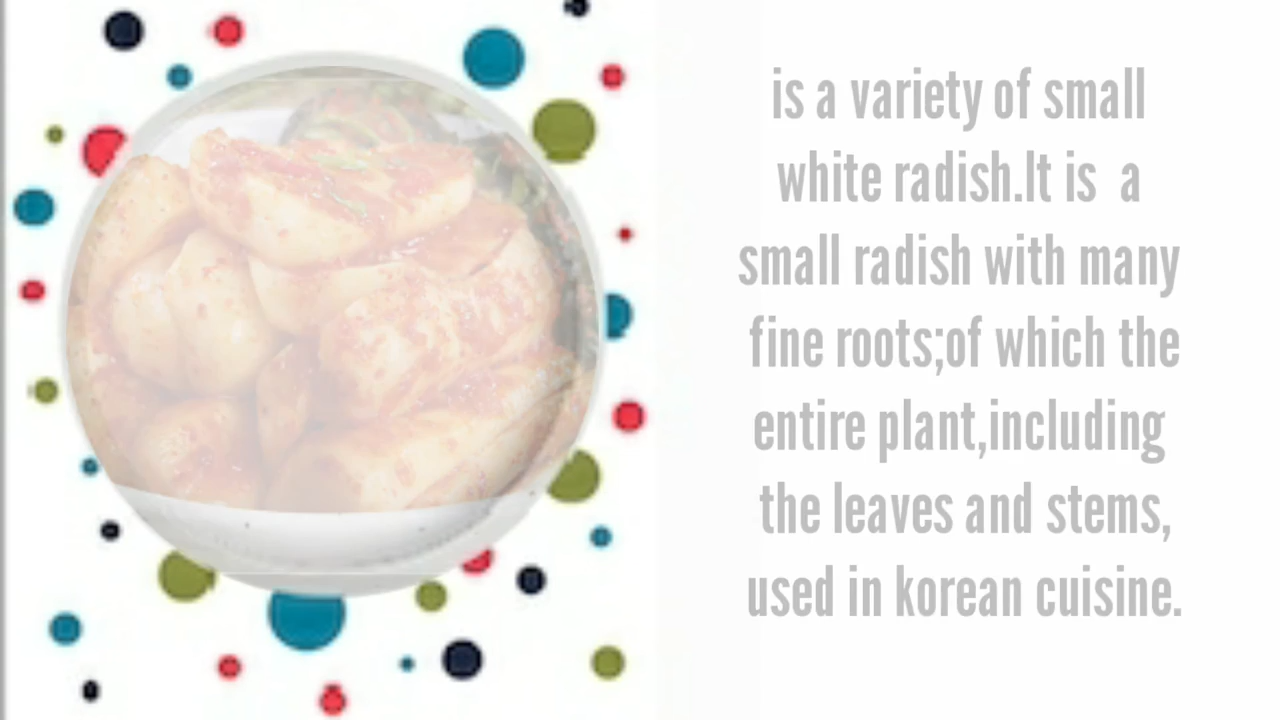 is a variety of small
white radish.It is  a
small radish with many
fine roots;of which the
entire plant,including
the leaves and stems,
used in korean cuisine.